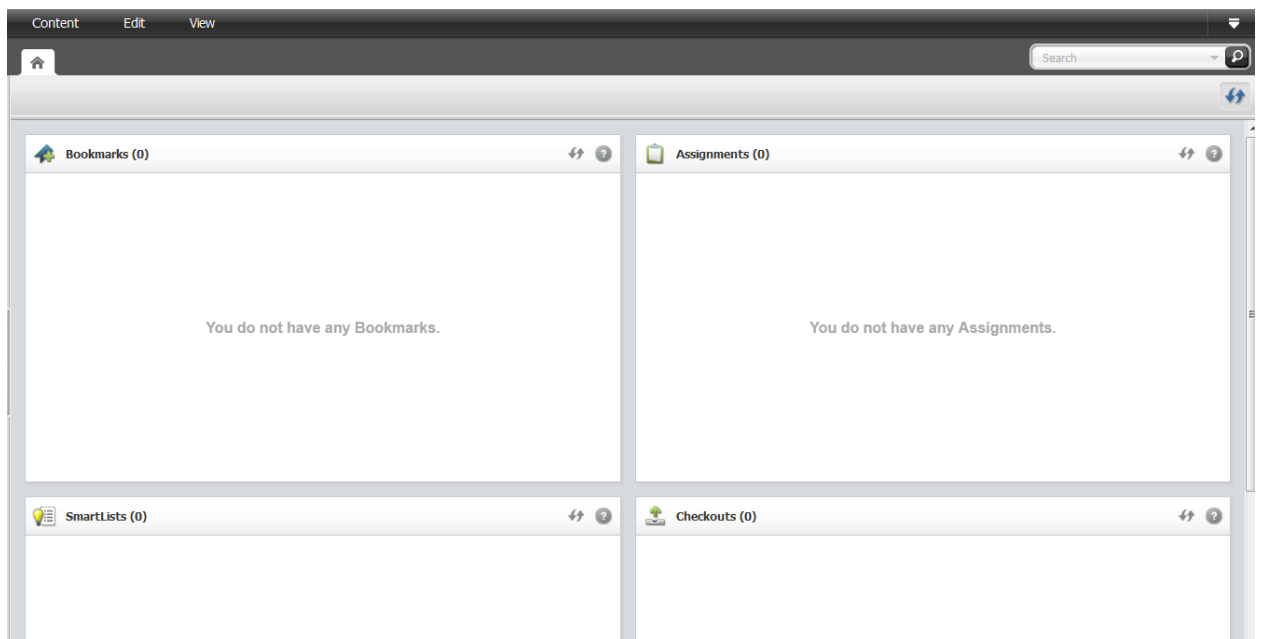 Content Edit View
Search
Bookmarks (0)
Assignments (0)
You do not have any Bookmarks.
You do not have any Assignments.
SmartLists (0)
Checkouts (0)